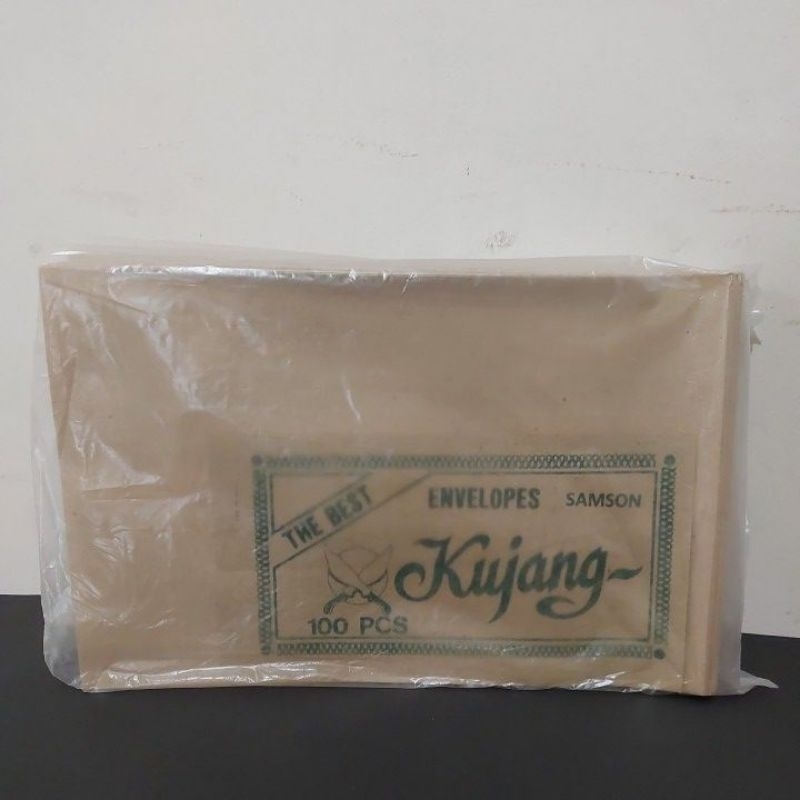 THE BEST
ENVELOPES SAMSON
Kujang
100 PCS